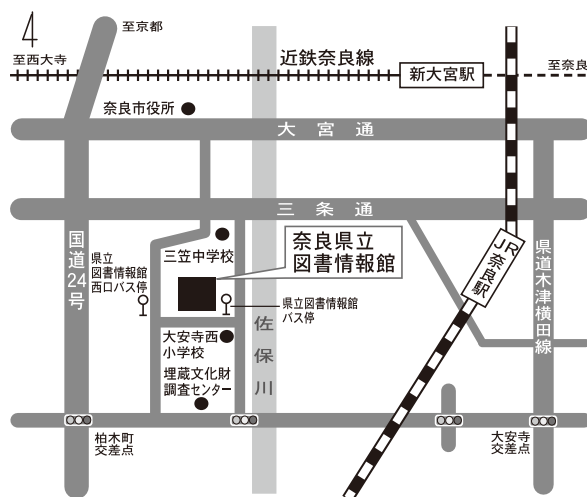 至京都
至西大寺
近鉄奈良線
新大宮駅
至奈良
奈良市役所
大宮通
三条通
国道24号
三笠中学校
奈良県立
図書情報館
JR奈良駅
県道木津横田線
県立
図書情報館
西口バス停
県立図書情報館
バス停
佐保川
大安寺西
小学校
埋蔵文化財
調査センター
柏木町
交差点
大安寺
交差点